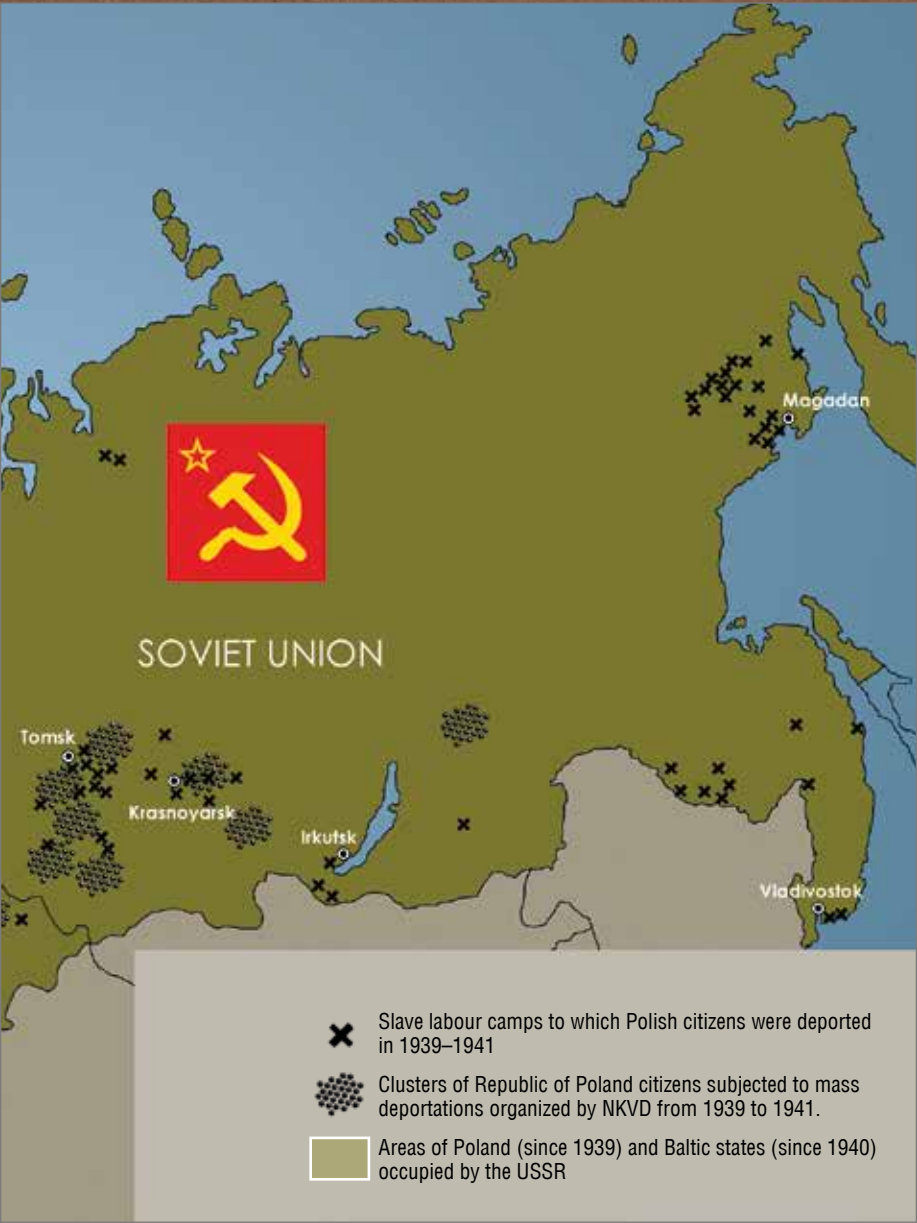 Magadan
SOVIET UNION
Tomsk
Krasnoyarsk
Irkutsk
Vladivostok
Slave labour camps to which Polish citizens were deported
in 1939–1941
Clusters of Republic of Poland citizens subjected to mass
deportations organized by NKVD from 1939 to 1941.
Areas of Poland (since 1939) and Baltic states (since 1940)
occupied by the USSR